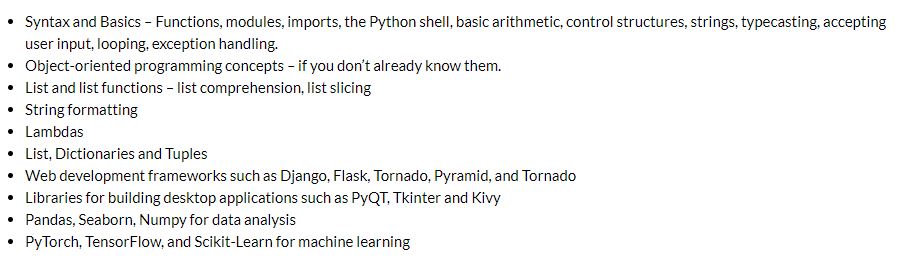 • Syntax and Basics – Functions, modules, imports, the Python shell, basic arithmetic, control structures, strings, typecasting, accepting
user input, looping, exception handling.
• Object-oriented programming concepts – if you don't already know them.
• List and list functions – list comprehension, list slicing
• String formatting
• Lambdas
• List, Dictionaries and Tuples
• Web development frameworks such as Django, Flask, Tornado, Pyramid, and Tornado
• Libraries for building desktop applications such as PyQT, Tkinter and Kivy
• Pandas, Seaborn, Numpy for data analysis
• PyTorch, TensorFlow, and Scikit-Learn for machine learning